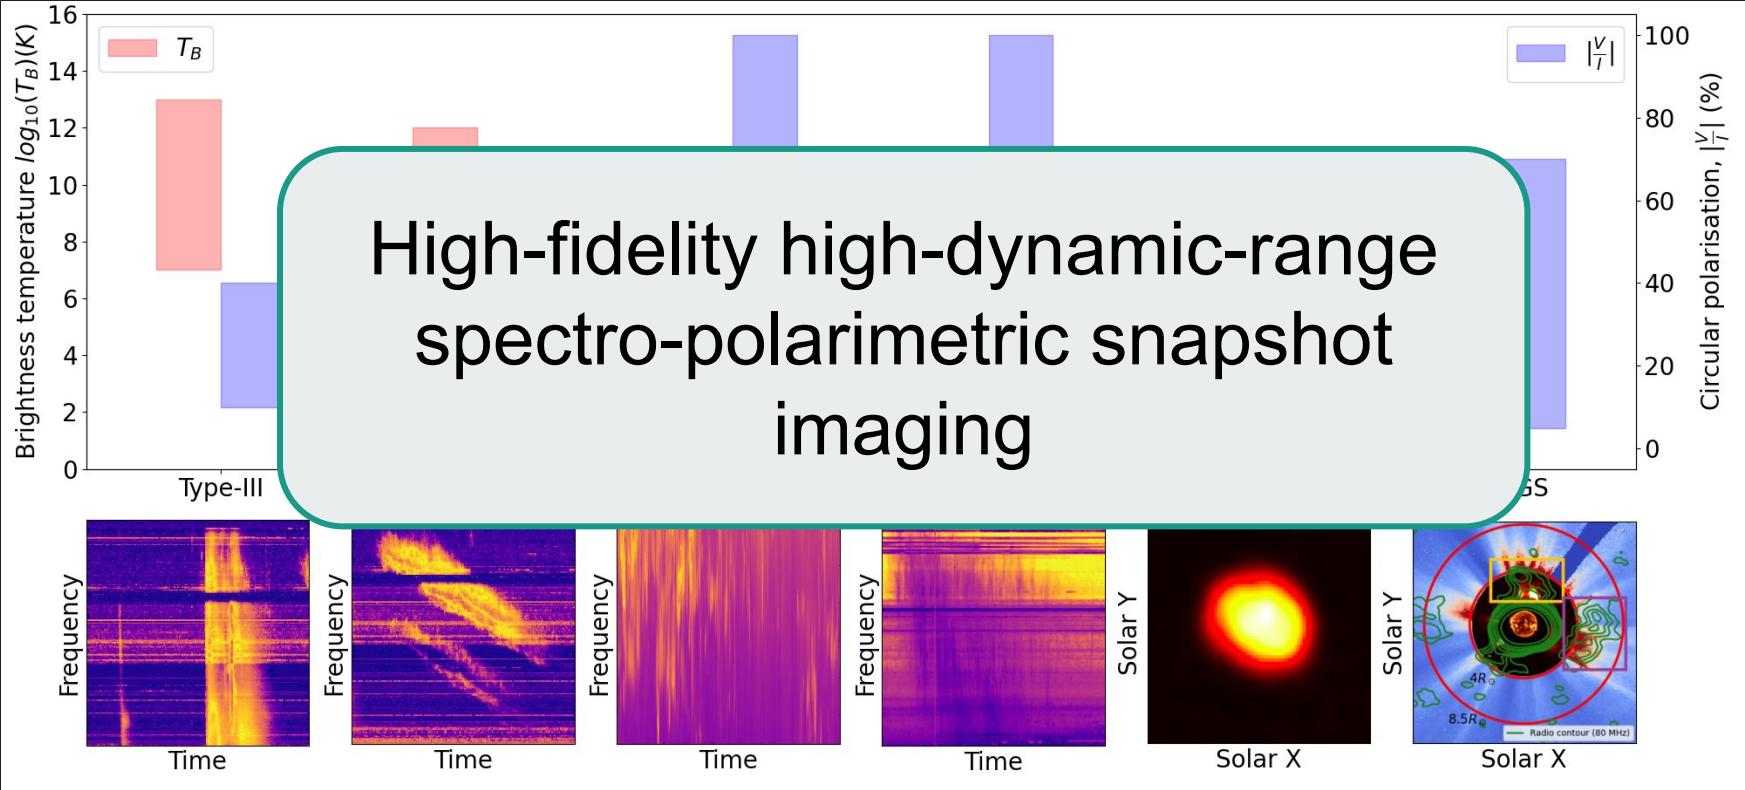 16
14
12
10
8
6
4
2
0
Brightness temperature log₁₀(T_B)(K)
T_B
|V/I|
100
80
60
40
20
0
Circular polarisation, |V/I| (%)
High-fidelity high-dynamic-range
spectro-polarimetric snapshot
imaging
Type-III
GS
Frequency
Time
Frequency
Time
Frequency
Time
Frequency
Time
Solar Y
Solar X
Solar Y
4R⊙
8.5R⊙
Radio contour (80 MHz)
Solar X